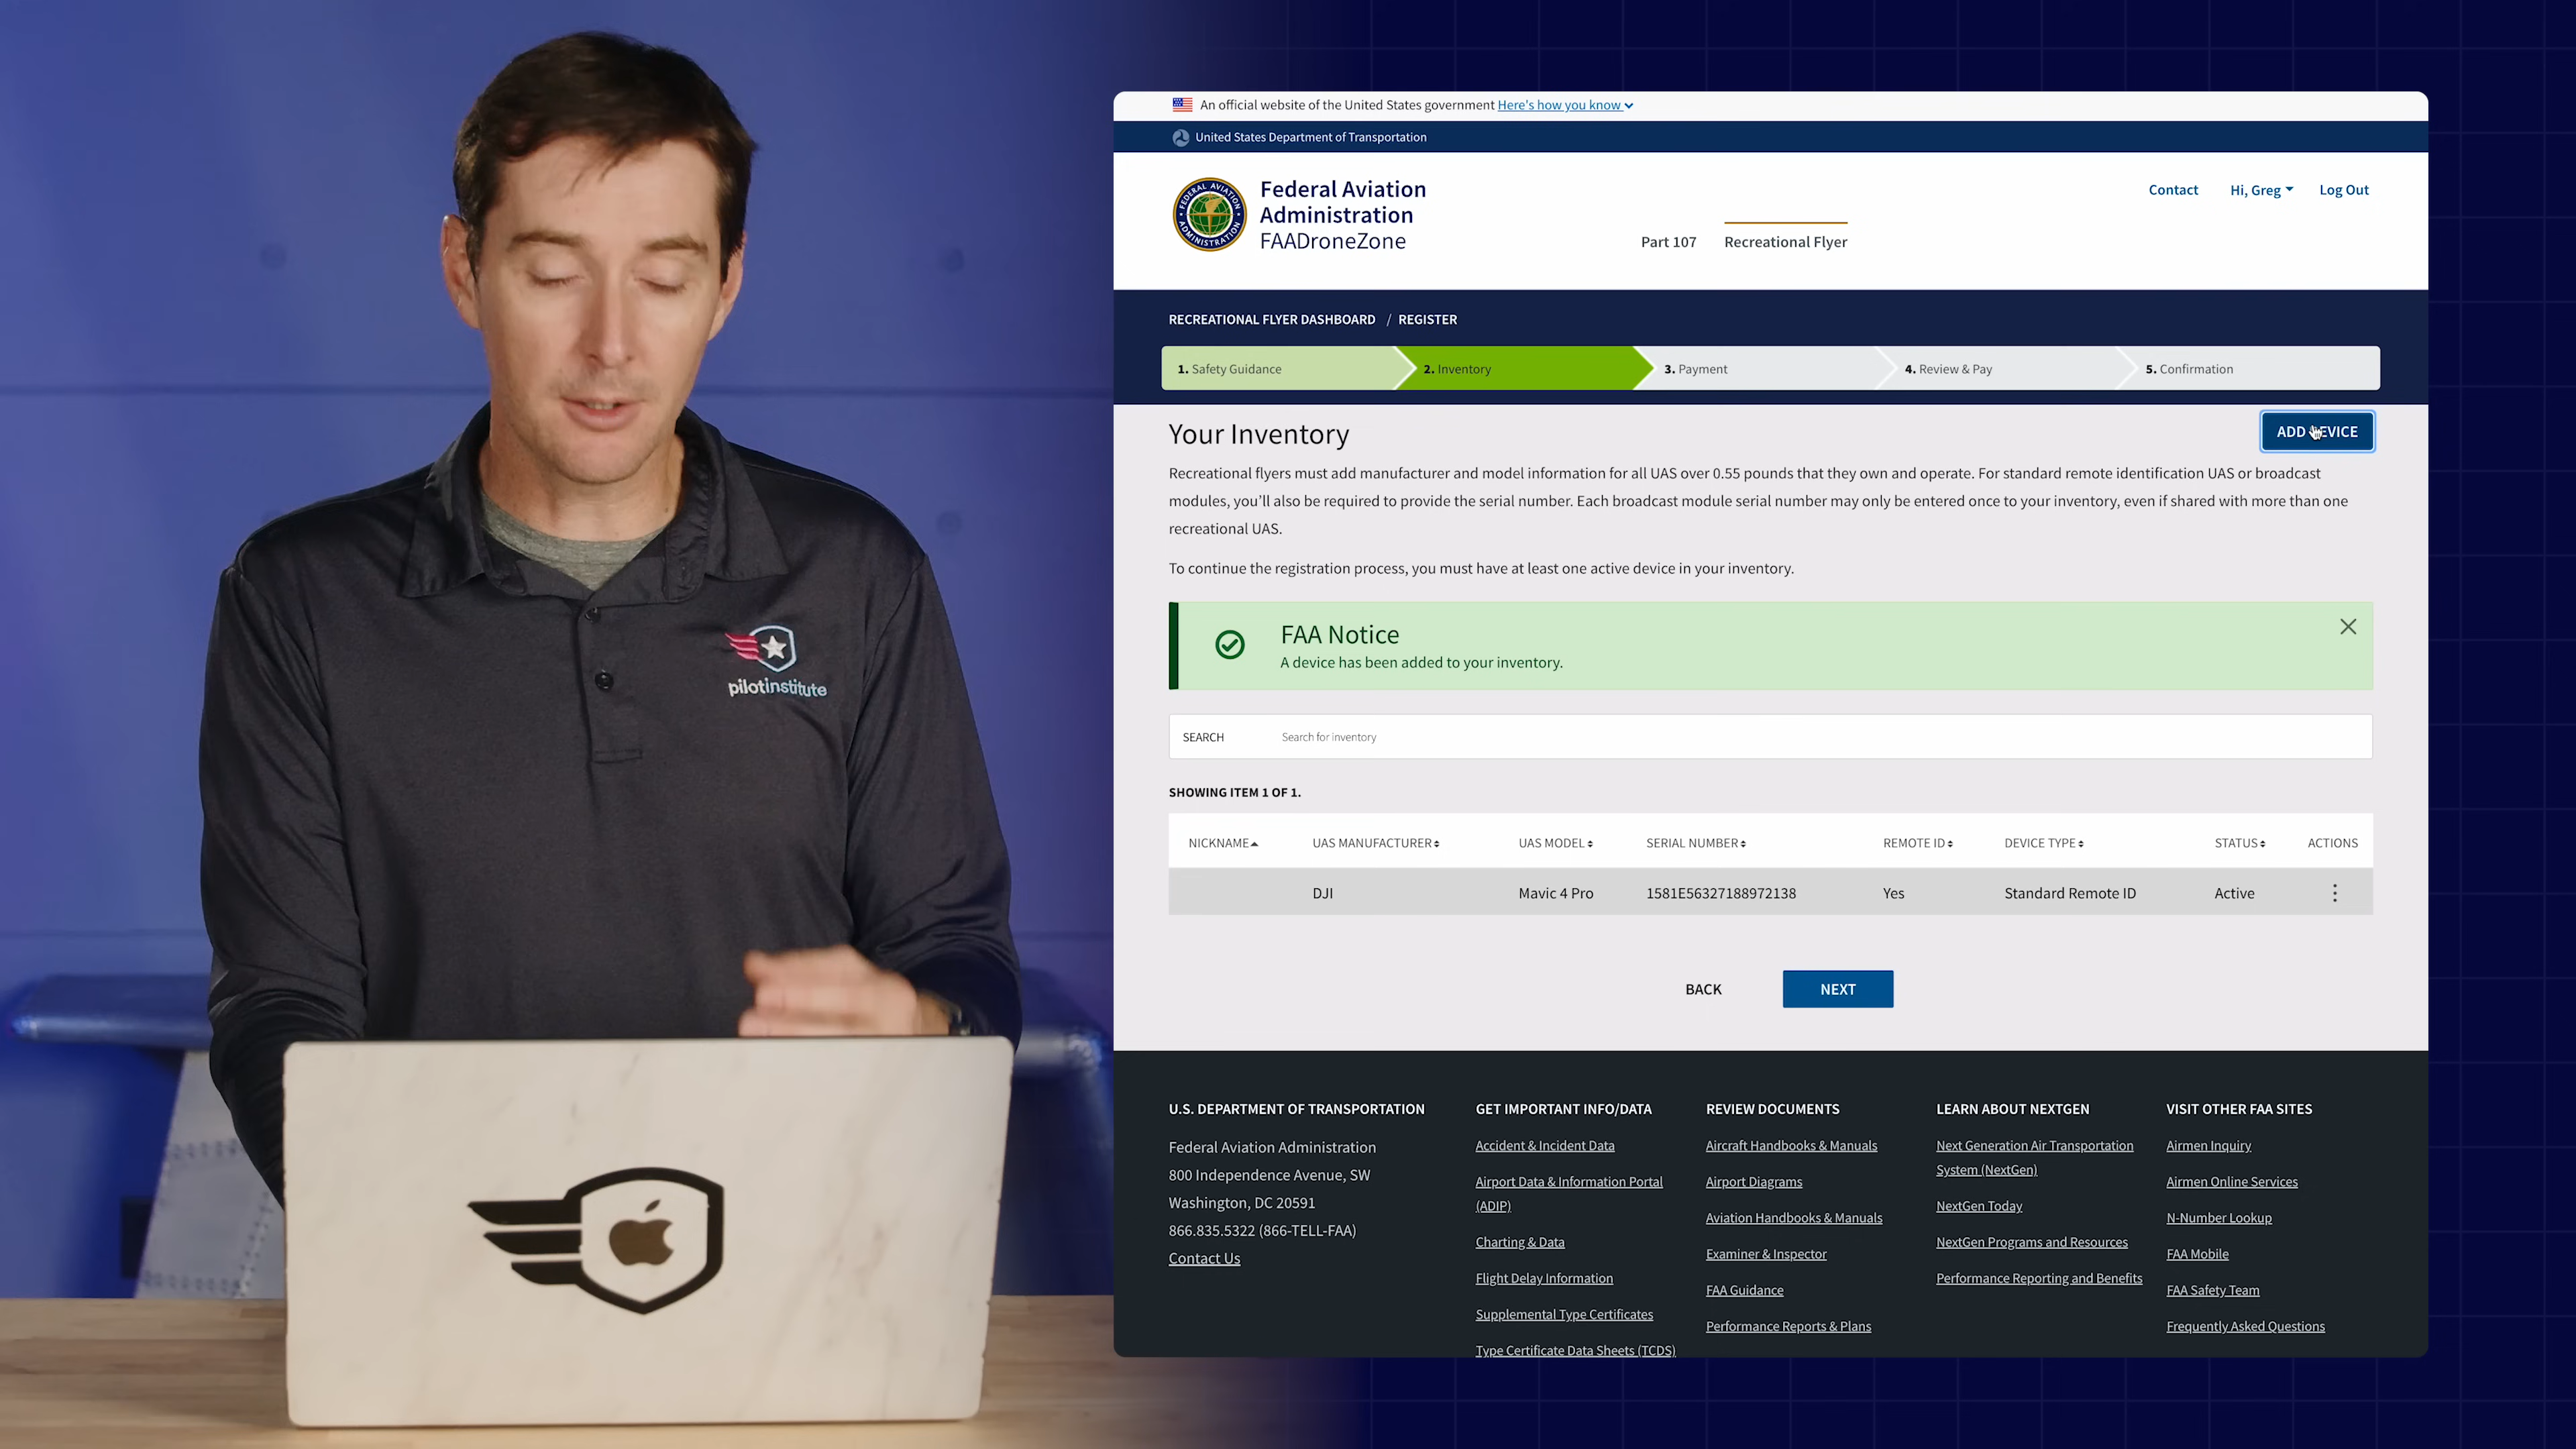 pilotinstitute
An official website of the United States government Here's how you know
United States Department of Transportation
Federal Aviation
Administration
FAADroneZone
Part 107
Recreational Flyer
Contact
Hi, Greg
Log Out
RECREATIONAL FLYER DASHBOARD / REGISTER
1. Safety Guidance
2. Inventory
3. Payment
4. Review & Pay
5. Confirmation
Your Inventory
ADD DEVICE
Recreational flyers must add manufacturer and model information for all UAS over 0.55 pounds that they own and operate. For standard remote identification UAS or broadcast
modules, you'll also be required to provide the serial number. Each broadcast module serial number may only be entered once to your inventory, even if shared with more than one
recreational UAS.
To continue the registration process, you must have at least one active device in your inventory.
FAA Notice
A device has been added to your inventory.
SEARCH Search for inventory
SHOWING ITEM 1 OF 1.
NICKNAME UAS MANUFACTURER UAS MODEL SERIAL NUMBER REMOTE ID DEVICE TYPE STATUS ACTIONS
DJI Mavic 4 Pro 1581E56327188972138 Yes Standard Remote ID Active
BACK NEXT
U.S. DEPARTMENT OF TRANSPORTATION
Federal Aviation Administration
800 Independence Avenue, SW
Washington, DC 20591
866.835.5322 (866-TELL-FAA)
Contact Us
GET IMPORTANT INFO/DATA
Accident & Incident Data
Airport Data & Information Portal
(ADIP)
Charting & Data
Flight Delay Information
Supplemental Type Certificates
Type Certificate Data Sheets (TCDS)
REVIEW DOCUMENTS
Aircraft Handbooks & Manuals
Airport Diagrams
Aviation Handbooks & Manuals
Examiner & Inspector
FAA Guidance
Performance Reports & Plans
LEARN ABOUT NEXTGEN
Next Generation Air Transportation
System (NextGen)
NextGen Today
NextGen Programs and Resources
Performance Reporting and Benefits
VISIT OTHER FAA SITES
Airmen Inquiry
Airmen Online Services
N-Number Lookup
FAA Mobile
FAA Safety Team
Frequently Asked Questions